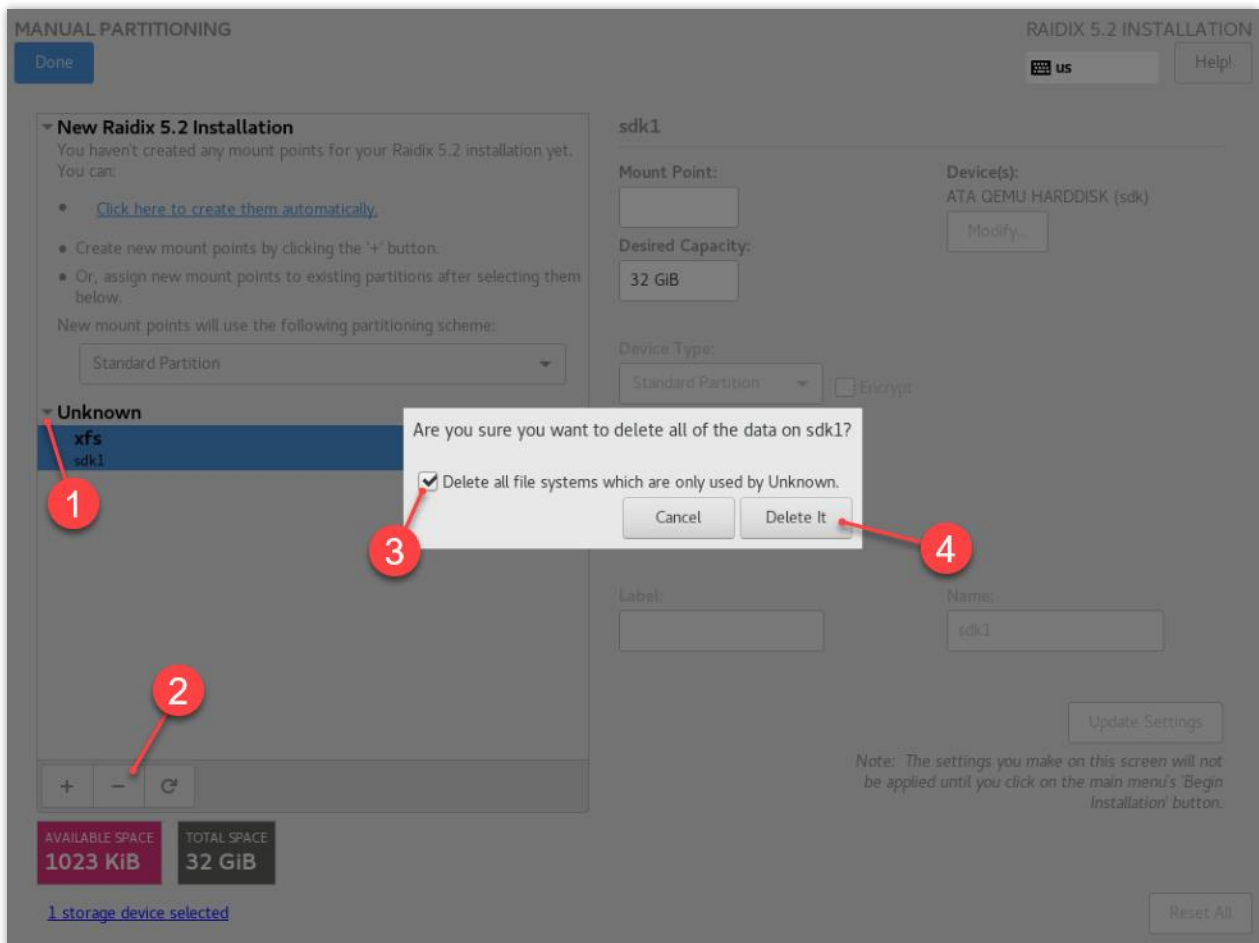 MANUAL PARTITIONING
RAIDIX 5.2 INSTALLATION
Done
us
Help!
New Raidix 5.2 Installation
You haven't created any mount points for your Raidix 5.2 installation yet.
You can:
• Click here to create them automatically.
• Create new mount points by clicking the '+' button.
• Or, assign new mount points to existing partitions after selecting them
below.
New mount points will use the following partitioning scheme:
Standard Partition
Unknown
xfs
sdk1
sdk1
Mount Point:
Device(s):
ATA QEMU HARDDISK (sdk)
Modify...
Desired Capacity:
32 GiB
Device Type:
Standard Partition
Encrypt
Are you sure you want to delete all of the data on sdk1?
Delete all file systems which are only used by Unknown.
Cancel
Delete It
1
2
3
4
Label:
Name:
sdk1
Update Settings
Note: The settings you make on this screen will not
be applied until you click on the main menu's 'Begin
Installation' button.
+ −
AVAILABLE SPACE
1023 KiB
TOTAL SPACE
32 GiB
1 storage device selected
Reset All